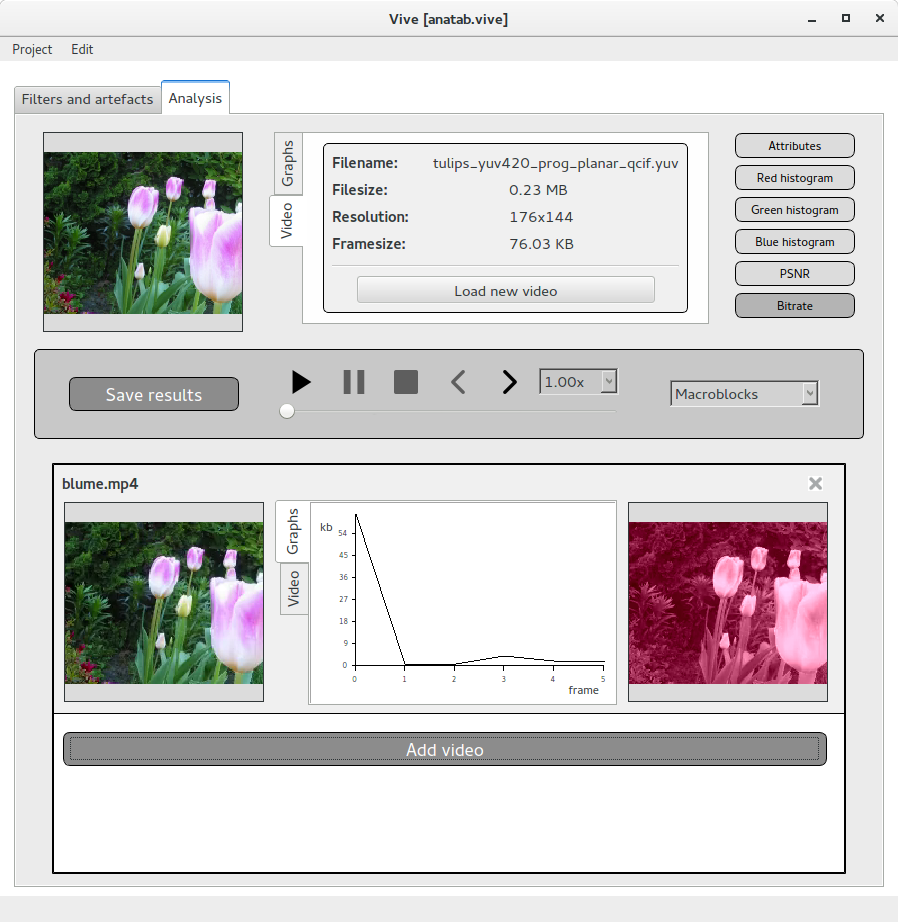 Vive [anatab.vive]
Project Edit
Filters and artefacts Analysis
Graphs
Video
Filename: tulips_yuv420_prog_planar_qcif.yuv
Filesize: 0.23 MB
Resolution: 176x144
Framesize: 76.03 KB
Load new video
Attributes
Red histogram
Green histogram
Blue histogram
PSNR
Bitrate
Save results
1.00x
Macroblocks
blume.mp4
Graphs
Video
kb
54
45
36
27
18
9
0
0 1 2 3 4 5
frame
Add video